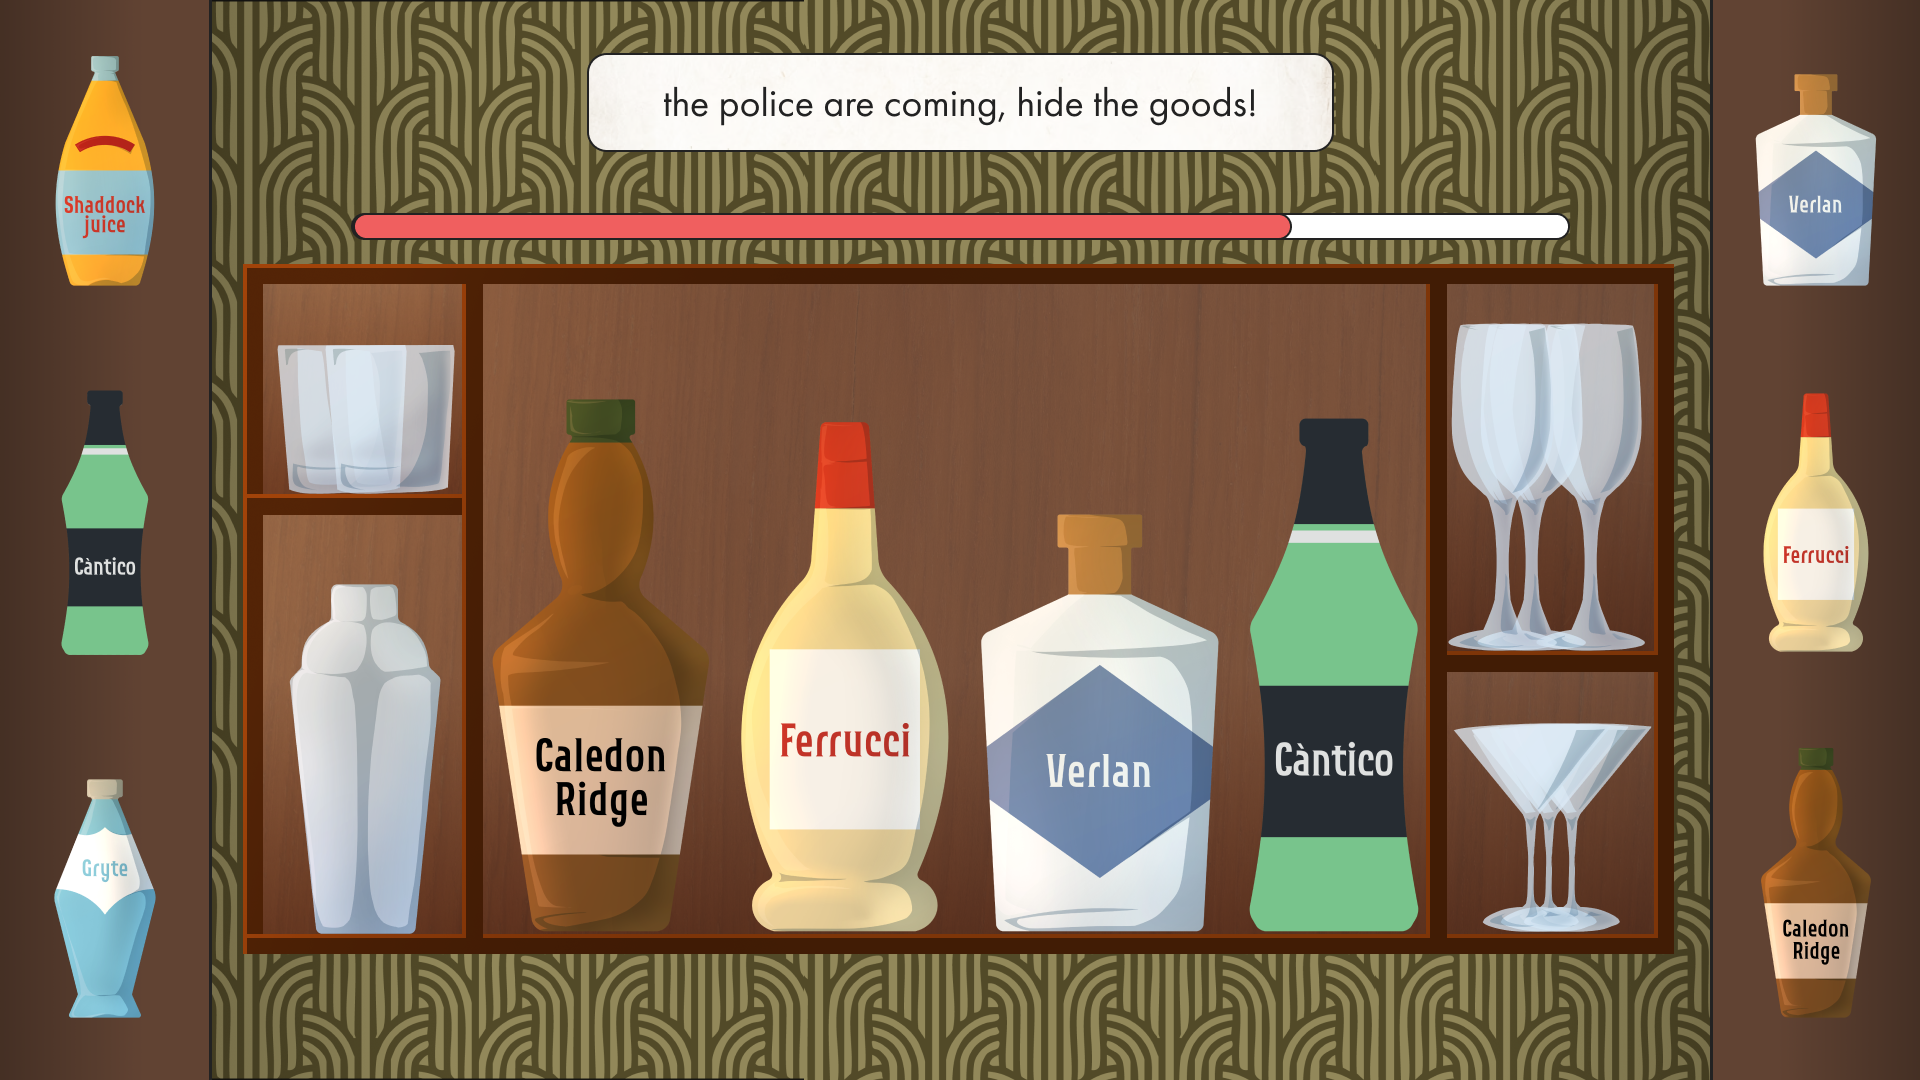 the police are coming, hide the goods!
Shaddock
juice
Càntico
Gryte
Caledon
Ridge
Ferrucci
Verlan
Càntico
Verlan
Ferrucci
Caledon
Ridge